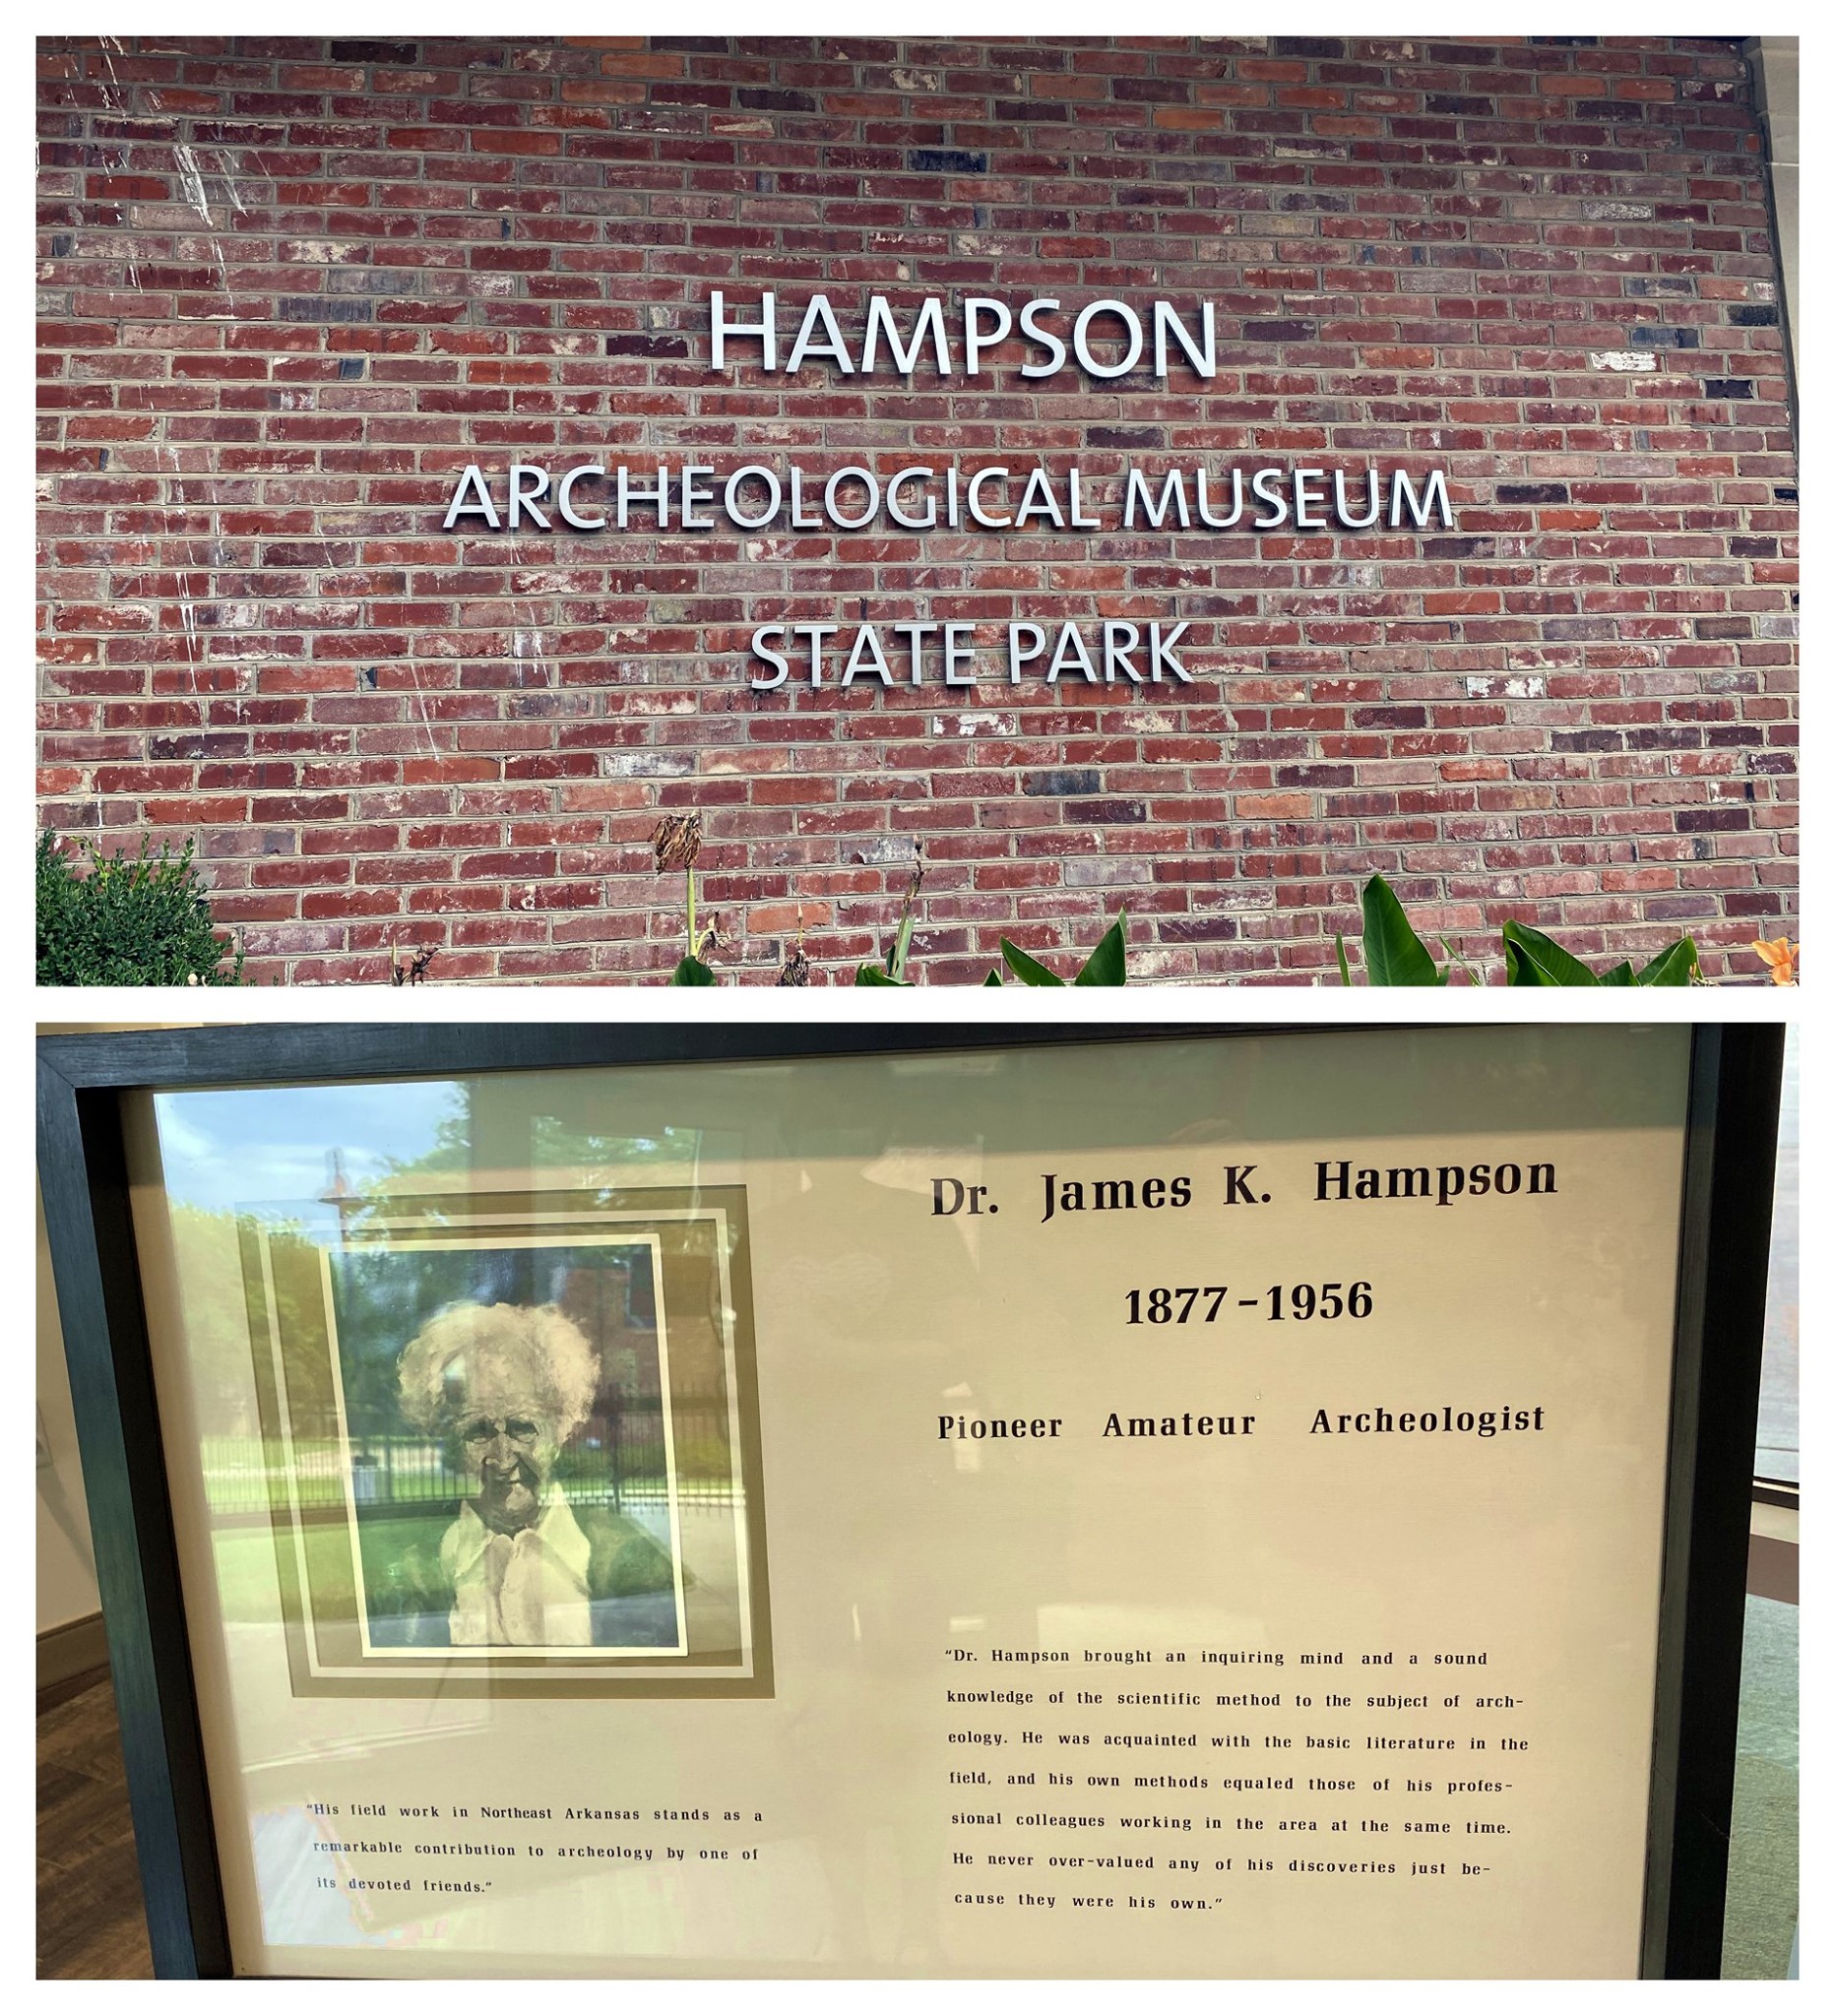 HAMPSON
ARCHEOLOGICAL MUSEUM
STATE PARK
Dr. James K. Hampson
1877-1956
Pioneer Amateur Archeologist
"His field work in Northeast Arkansas stands as a
remarkable contribution to archeology by one of
its devoted friends."
"Dr. Hampson brought an inquiring mind and a sound
knowledge of the scientific method to the subject of arch-
eology. He was acquainted with the basic literature in the
field, and his own methods equaled those of his profes-
sional colleagues working in the area at the same time.
He never over-valued any of his discoveries just be-
cause they were his own."